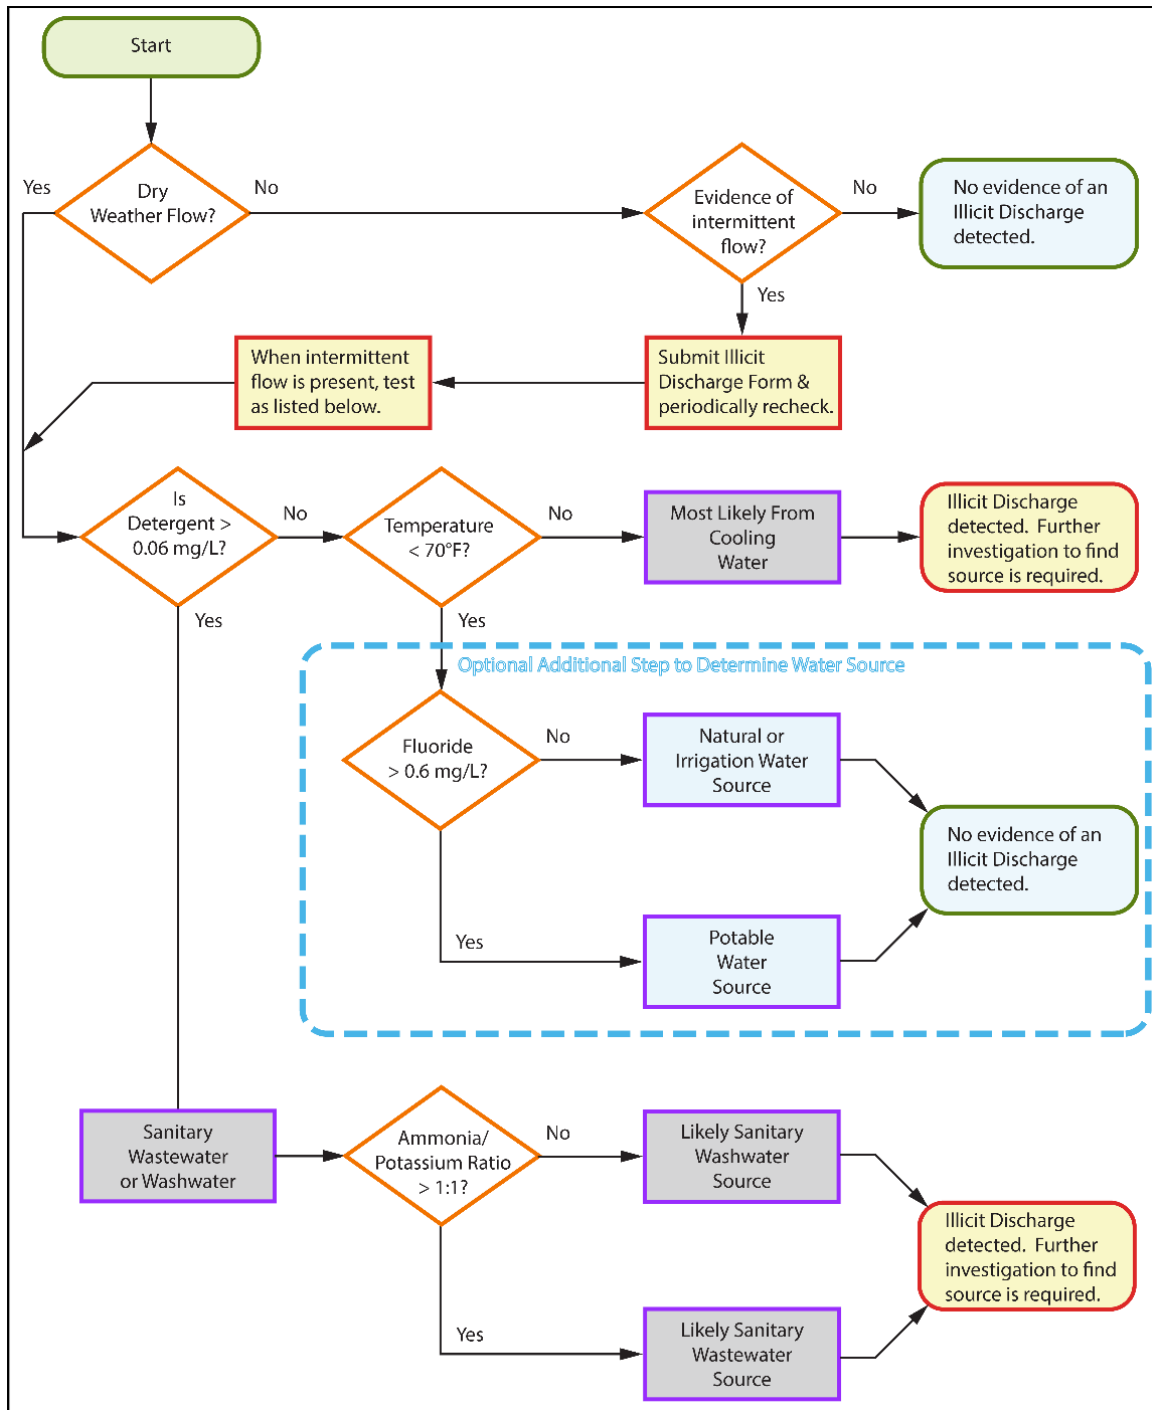 Start
Yes
Dry
Weather Flow?
No
Evidence of
intermittent
flow?
No
No evidence of an
Illicit Discharge
detected.
Yes
When intermittent
flow is present, test
as listed below.
Submit Illicit
Discharge Form &
periodically recheck.
Is
Detergent >
0.06 mg/L?
No
Temperature
< 70°F?
No
Most Likely From
Cooling
Water
Illicit Discharge
detected. Further
investigation to find
source is required.
Yes
Yes
Optional Additional Step to Determine Water Source
Fluoride
> 0.6 mg/L?
No
Natural or
Irrigation Water
Source
No evidence of an
Illicit Discharge
detected.
Yes
Potable
Water
Source
Sanitary
Wastewater
or Washwater
Ammonia/
Potassium Ratio
> 1:1?
No
Likely Sanitary
Washwater
Source
Illicit Discharge
detected. Further
investigation to find
source is required.
Yes
Likely Sanitary
Wastewater
Source